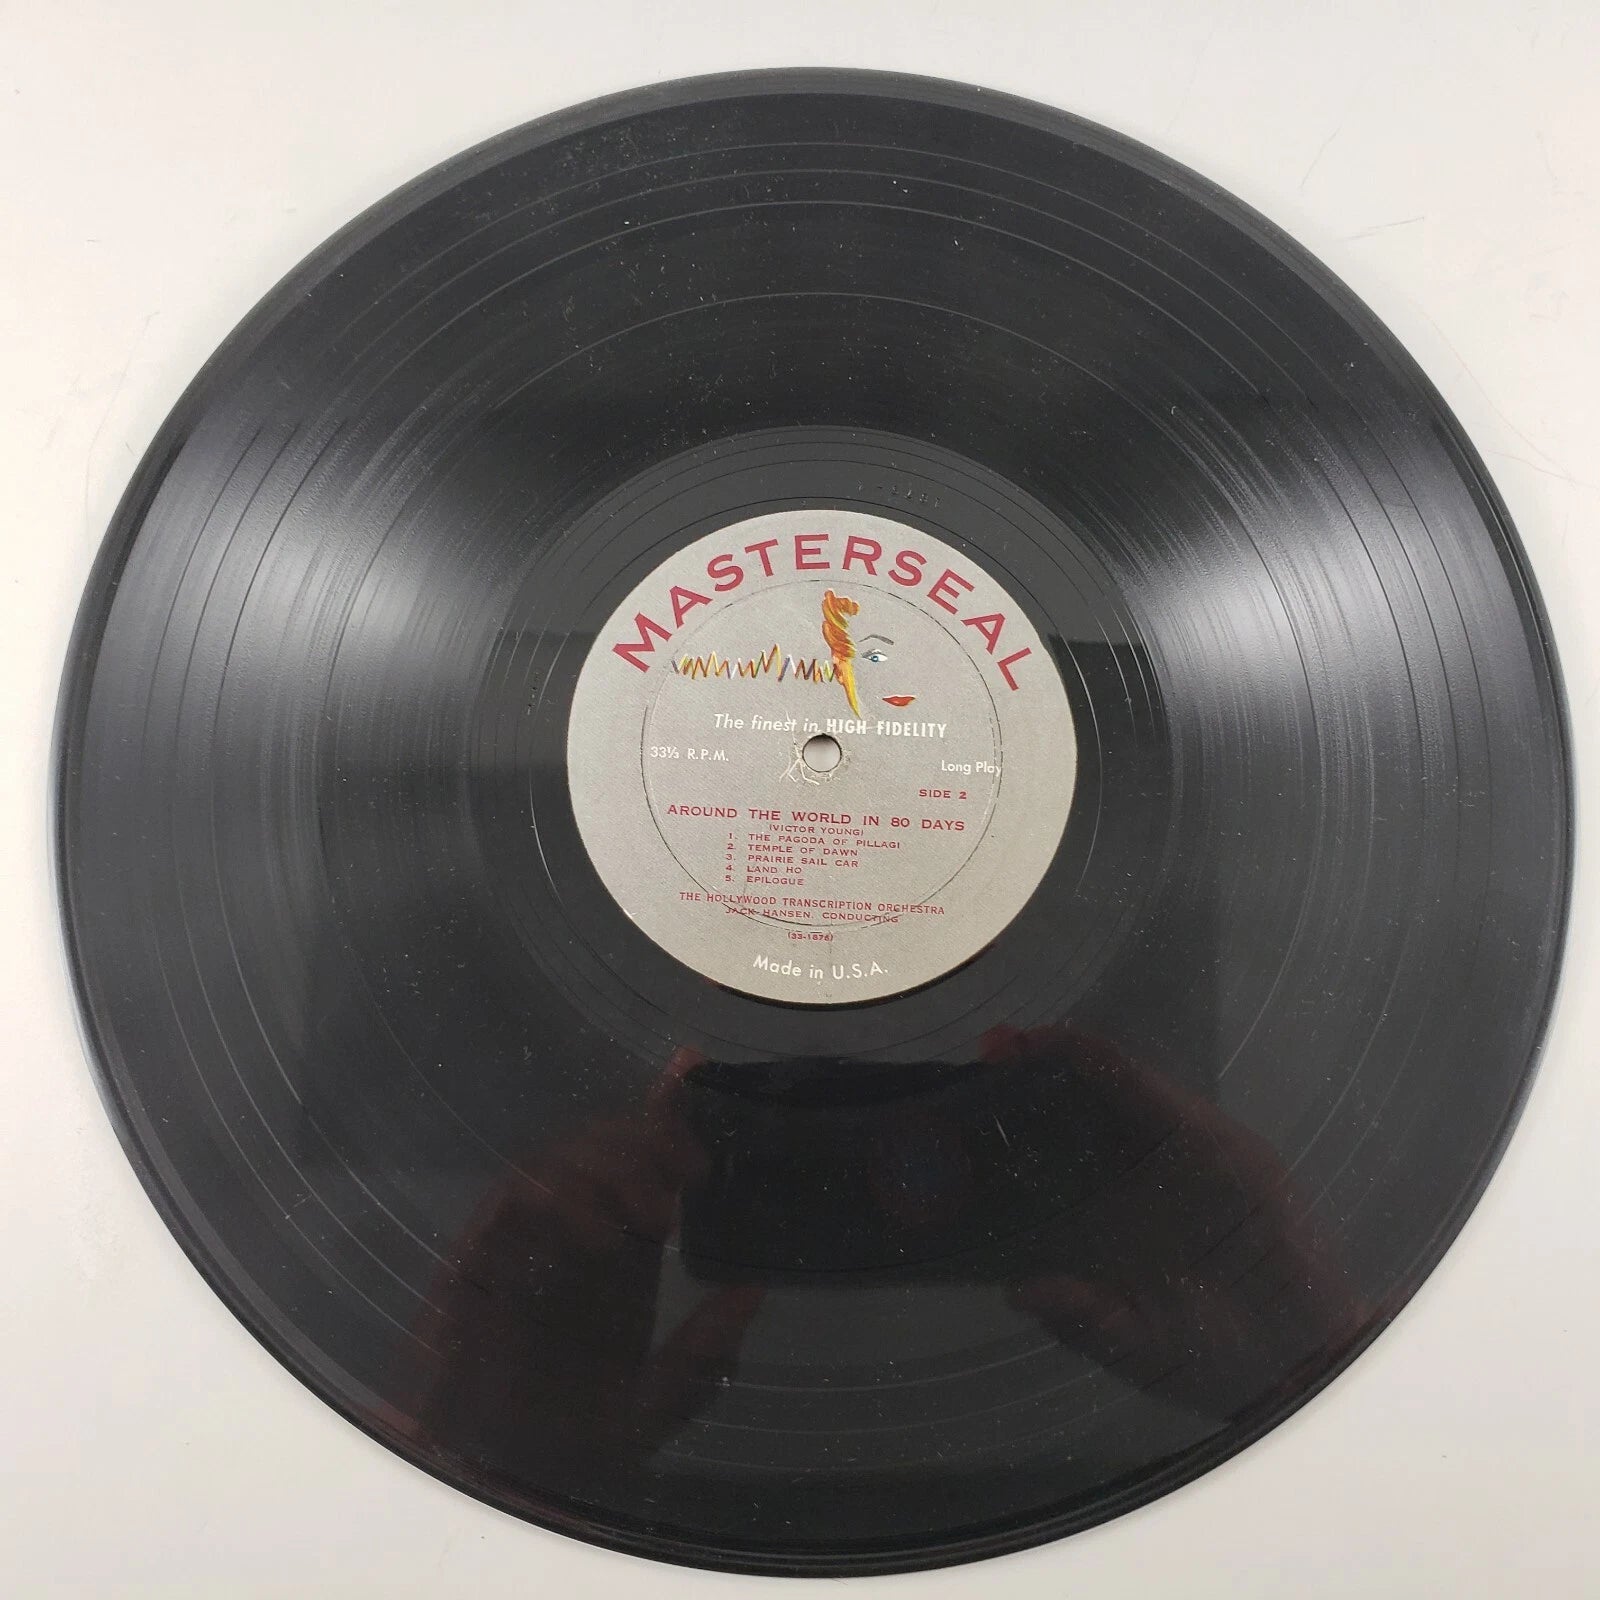 MASTERSEAL
The finest in HIGH FIDELITY
33⅓ R.P.M.
Long Play
SIDE 2
AROUND THE WORLD IN 80 DAYS
(VICTOR YOUNG)
1. THE PAGODA OF PILLAGI
2. TEMPLE OF DAWN
3. PRAIRIE SAIL CAR
4. LAND HO
5. EPILOGUE
THE HOLLYWOOD TRANSCRIPTION ORCHESTRA
JACK HANSEN, CONDUCTING
Made in U.S.A.